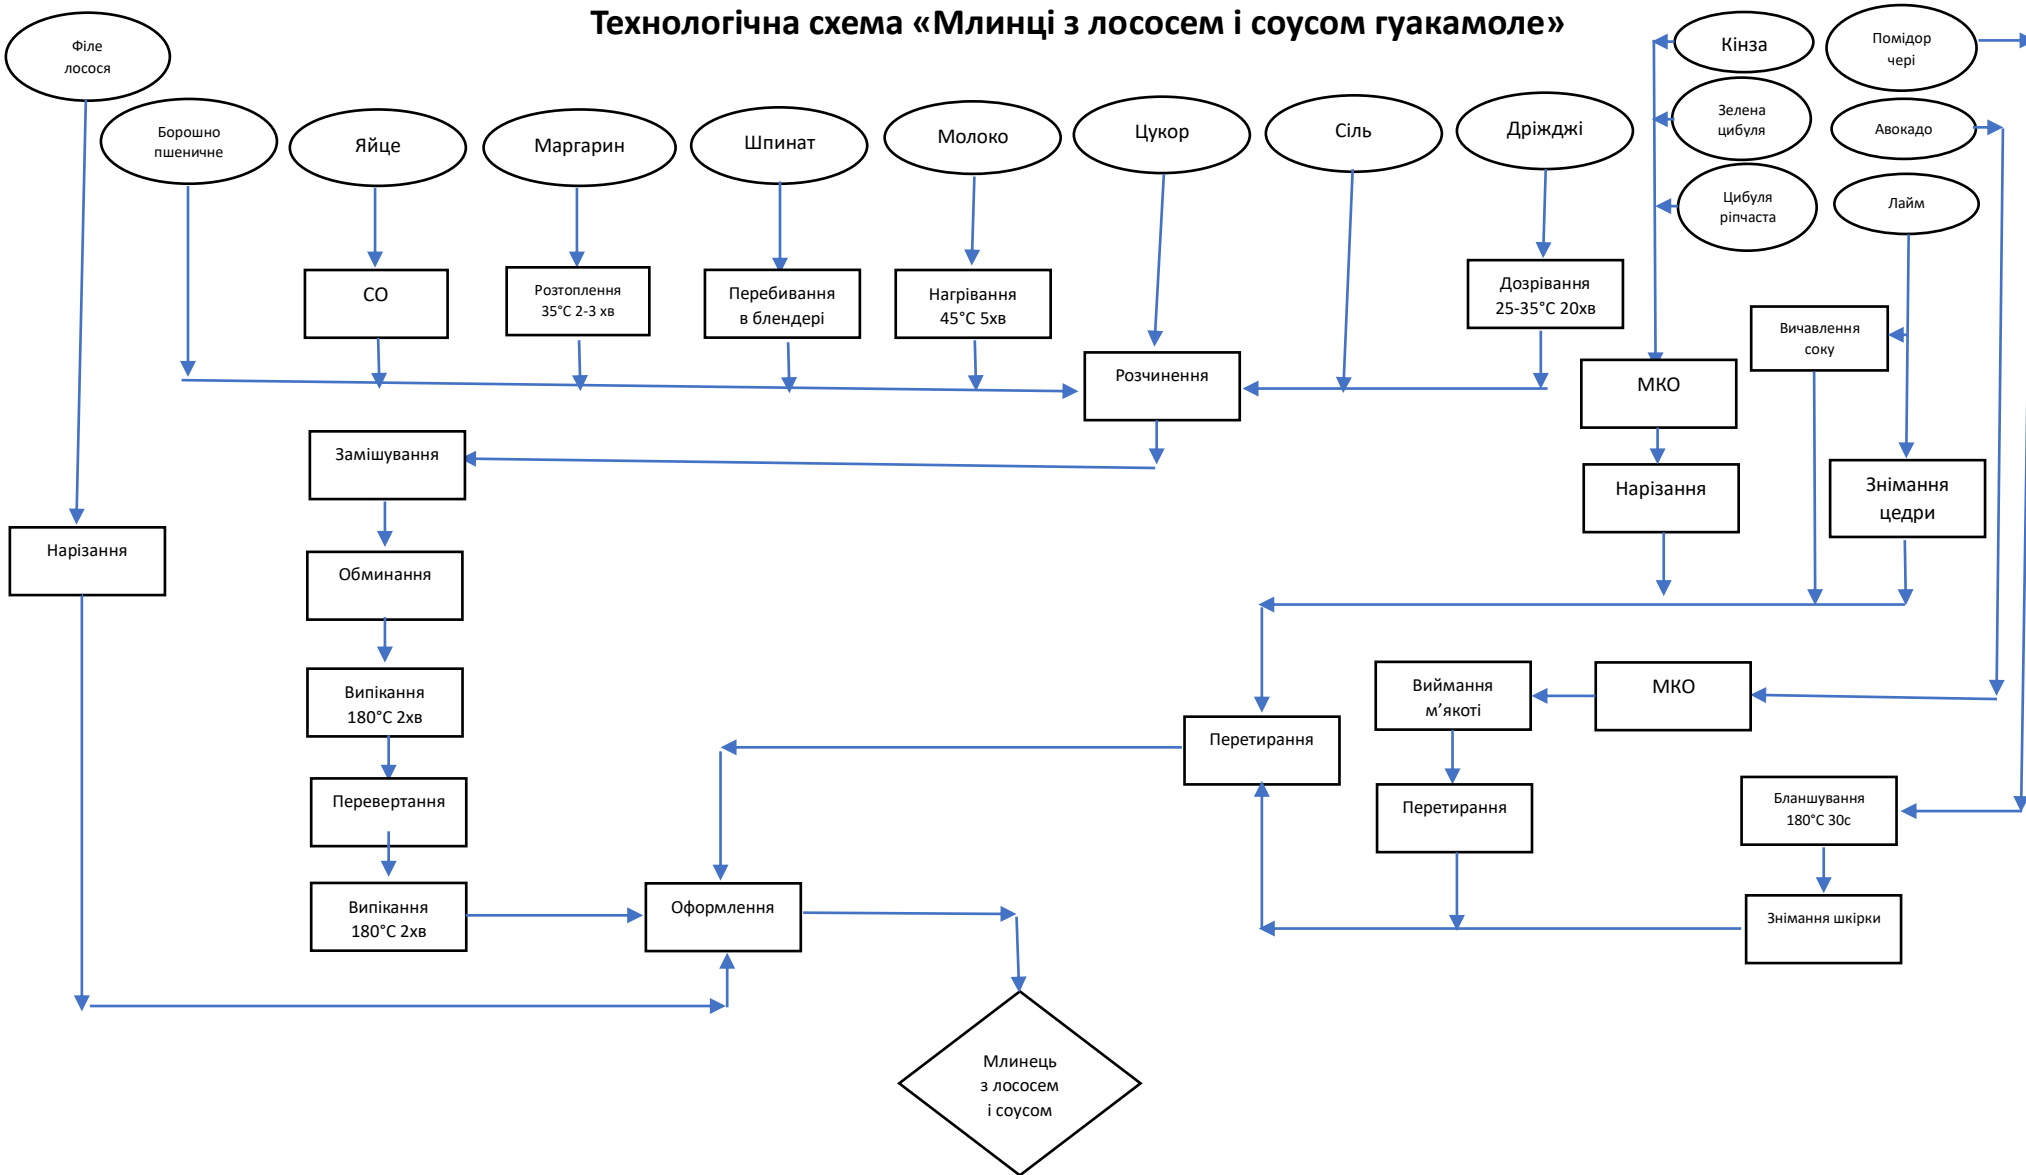 Технологічна схема «Млинці з лососем і соусом гуакамоле»
Філе
лосося
Борошно
пшеничне
Яйце
Маргарин
Шпинат
Молоко
Цукор
Сіль
Дріжджі
Кінза
Помідор
чері
Зелена
цибуля
Авокадо
Цибуля
ріпчаста
Лайм
СО
Розтоплення
35°С 2-3 хв
Перебивання
в блендері
Нагрівання
45°С 5хв
Дозрівання
25-35°С 20хв
Вичавлення
соку
Розчинення
МКО
Замішування
Нарізання
Знімання
цедри
Нарізання
Обминання
Випікання
180°С 2хв
Виймання
м’якоті
МКО
Перетирання
Перевертання
Перетирання
Бланшування
180°С 30с
Випікання
180°С 2хв
Оформлення
Знімання шкірки
Млинець
з лососем
і соусом